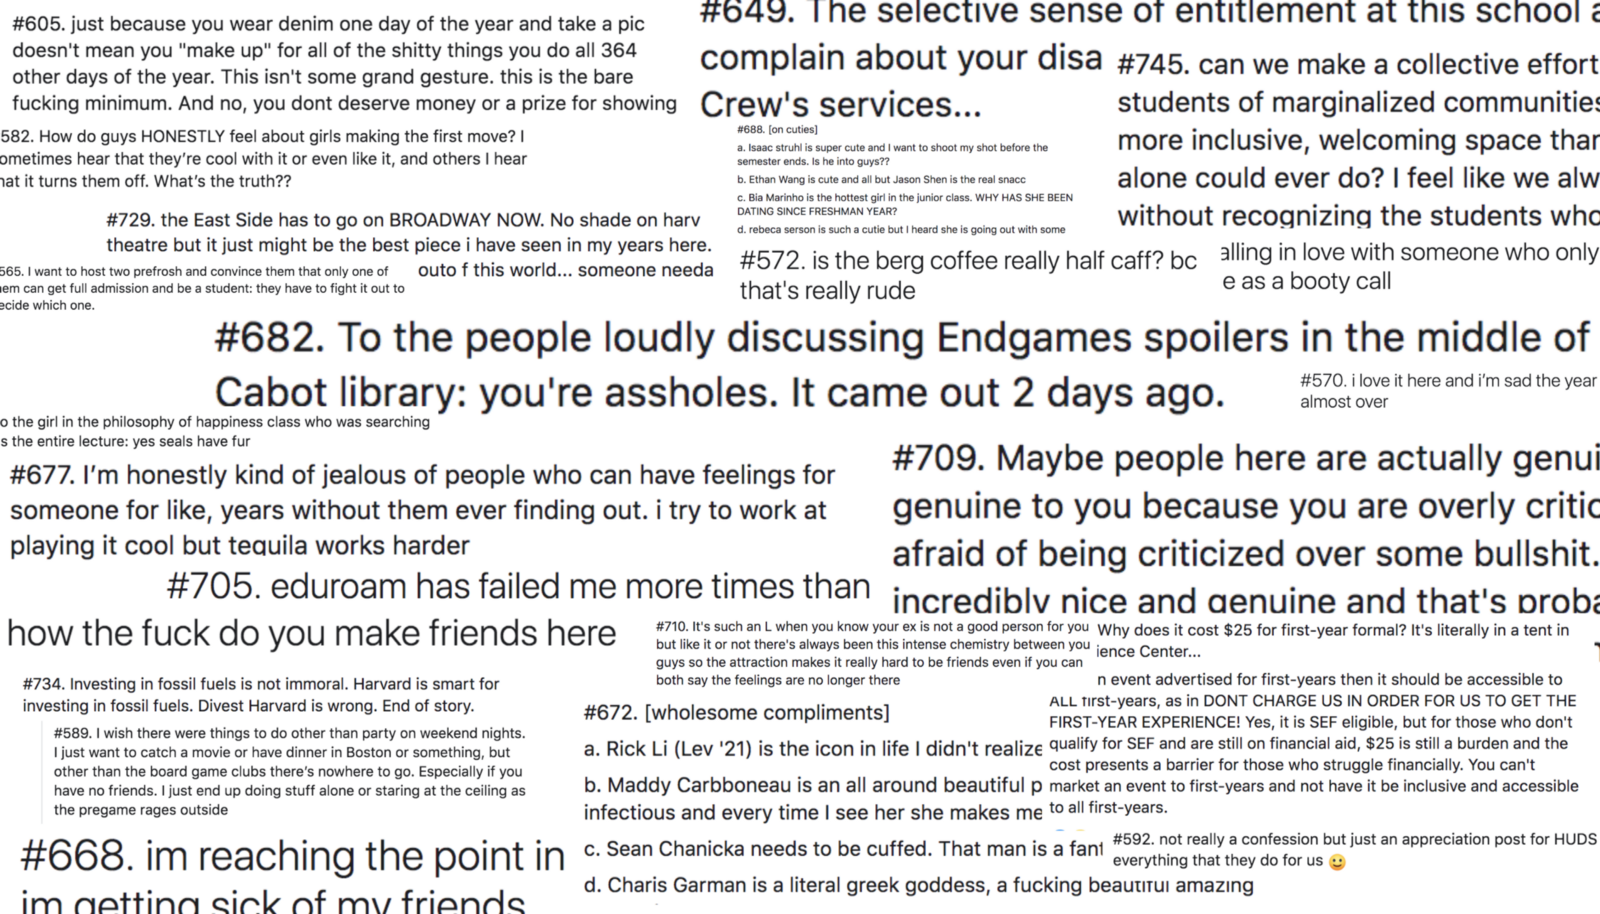 #605. just because you wear denim one day of the year and take a pic
doesn't mean you "make up" for all of the shitty things you do all 364
other days of the year. This isn't some grand gesture. this is the bare
fucking minimum. And no, you dont deserve money or a prize for showing
#649. The selective sense of entitlement at this school
complain about your disa
Crew's services...
#745. can we make a collective effort
students of marginalized communities
more inclusive, welcoming space than
alone could ever do? I feel like we alw
without recognizing the students who
582. How do guys HONESTLY feel about girls making the first move? I
ometimes hear that they're cool with it or even like it, and others I hear
hat it turns them off. What's the truth??
#688. [on cuties]
a. Isaac struhl is super cute and I want to shoot my shot before the
semester ends. Is he into guys??
b. Ethan Wang is cute and all but Jason Shen is the real snacc
c. Bia Marinho is the hottest girl in the junior class. WHY HAS SHE BEEN
DATING SINCE FRESHMAN YEAR?
d. rebeca serson is such a cutie but I heard she is going out with some
#729. the East Side has to go on BROADWAY NOW. No shade on harv
theatre but it just might be the best piece i have seen in my years here.
outo f this world... someone needa
565. I want to host two prefrosh and convince them that only one of
hem can get full admission and be a student: they have to fight it out to
ecide which one.
#572. is the berg coffee really half caff? bc
that's really rude
alling in love with someone who only
e as a booty call
#682. To the people loudly discussing Endgames spoilers in the middle of
Cabot library: you're assholes. It came out 2 days ago.
#570. i love it here and i'm sad the year
almost over
o the girl in the philosophy of happiness class who was searching
s the entire lecture: yes seals have fur
#677. I'm honestly kind of jealous of people who can have feelings for
someone for like, years without them ever finding out. i try to work at
playing it cool but tequila works harder
#709. Maybe people here are actually genui
genuine to you because you are overly critic
afraid of being criticized over some bullshit.
incredibly nice and genuine and that's proba
#705. eduroam has failed me more times than
how the fuck do you make friends here
#710. It's such an L when you know your ex is not a good person for you
but like it or not there's always been this intense chemistry between you
guys so the attraction makes it really hard to be friends even if you can
both say the feelings are no longer there
Why does it cost $25 for first-year formal? It's literally in a tent in
ience Center...
n event advertised for first-years then it should be accessible to
ALL first-years, as in DONT CHARGE US IN ORDER FOR US TO GET THE
FIRST-YEAR EXPERIENCE! Yes, it is SEF eligible, but for those who don't
qualify for SEF and are still on financial aid, $25 is still a burden and the
cost presents a barrier for those who struggle financially. You can't
market an event to first-years and not have it be inclusive and accessible
to all first-years.
#734. Investing in fossil fuels is not immoral. Harvard is smart for
investing in fossil fuels. Divest Harvard is wrong. End of story.
#589. I wish there were things to do other than party on weekend nights.
I just want to catch a movie or have dinner in Boston or something, but
other than the board game clubs there's nowhere to go. Especially if you
have no friends. I just end up doing stuff alone or staring at the ceiling as
the pregame rages outside
#672. [wholesome compliments]
a. Rick Li (Lev '21) is the icon in life I didn't realize
b. Maddy Carbboneau is an all around beautiful p
infectious and every time I see her she makes me
c. Sean Chanicka needs to be cuffed. That man is a fant
d. Charis Garman is a literal greek goddess, a fucking beautiful amazing
#592. not really a confession but just an appreciation post for HUDS
everything that they do for us 😀
#668. im reaching the point in
im getting sick of my friends